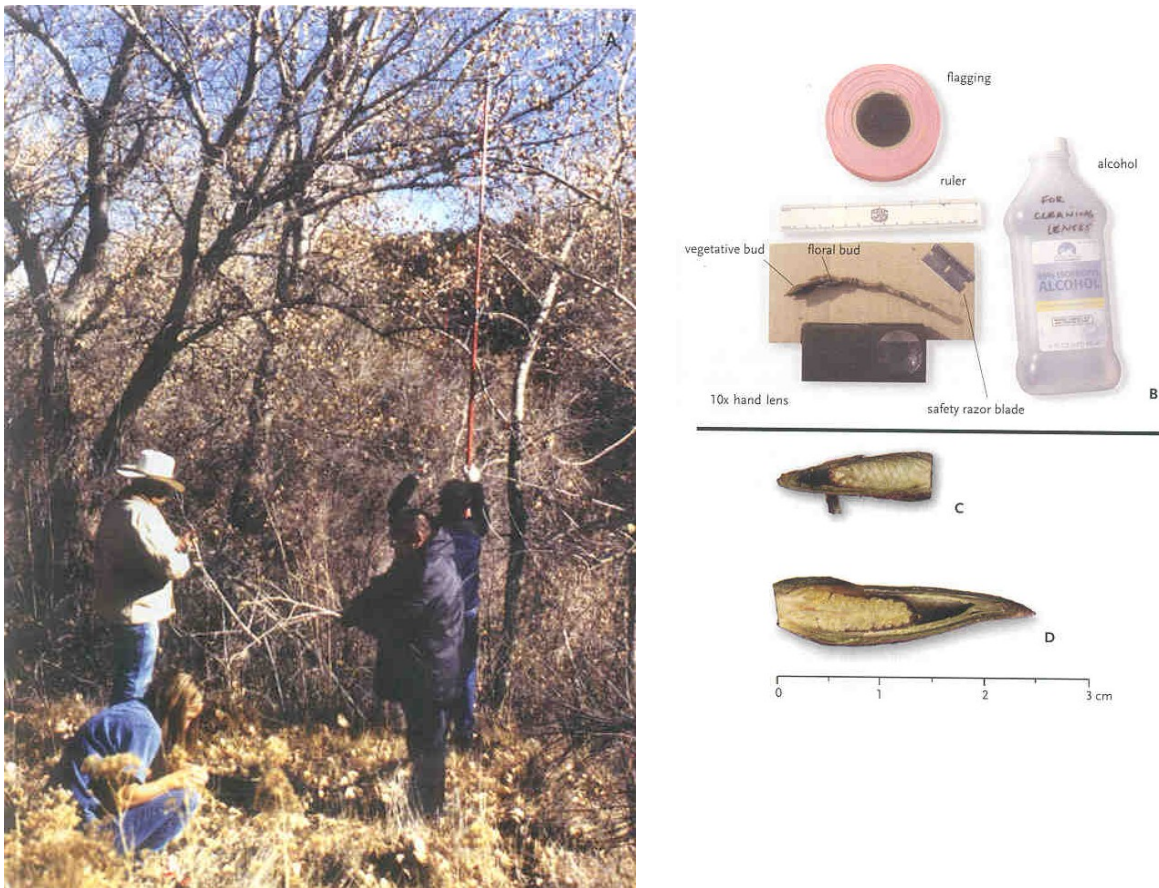 A
flagging
ruler
alcohol
FOR
CLEANING
LENSES
vegetative bud
floral bud
ALCOHOL
10x hand lens
safety razor blade
B
C
D
0
1
2
3 cm